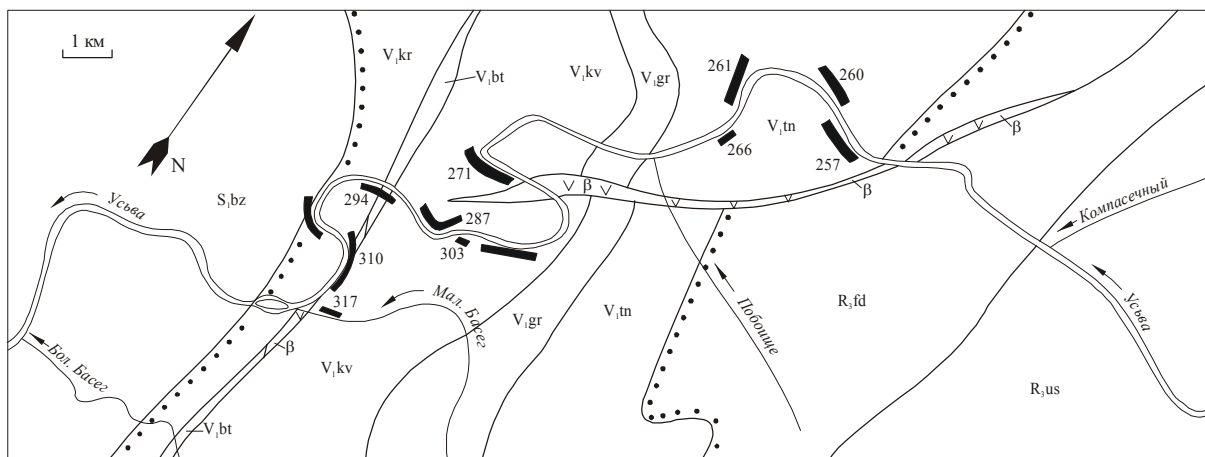 1 км
N
V₁kr
V₁bt
V₁kv
V₁gr
261
260
V₁tn
266
257
β
β
β
271
294
287
303
310
317
S₁bz
Усьва
Компасечный
Усьва
Мал. Басег
Побоище
R₃fd
R₃us
V₁gr
V₁tn
β
V₁kv
Бол. Басег
V₁bt